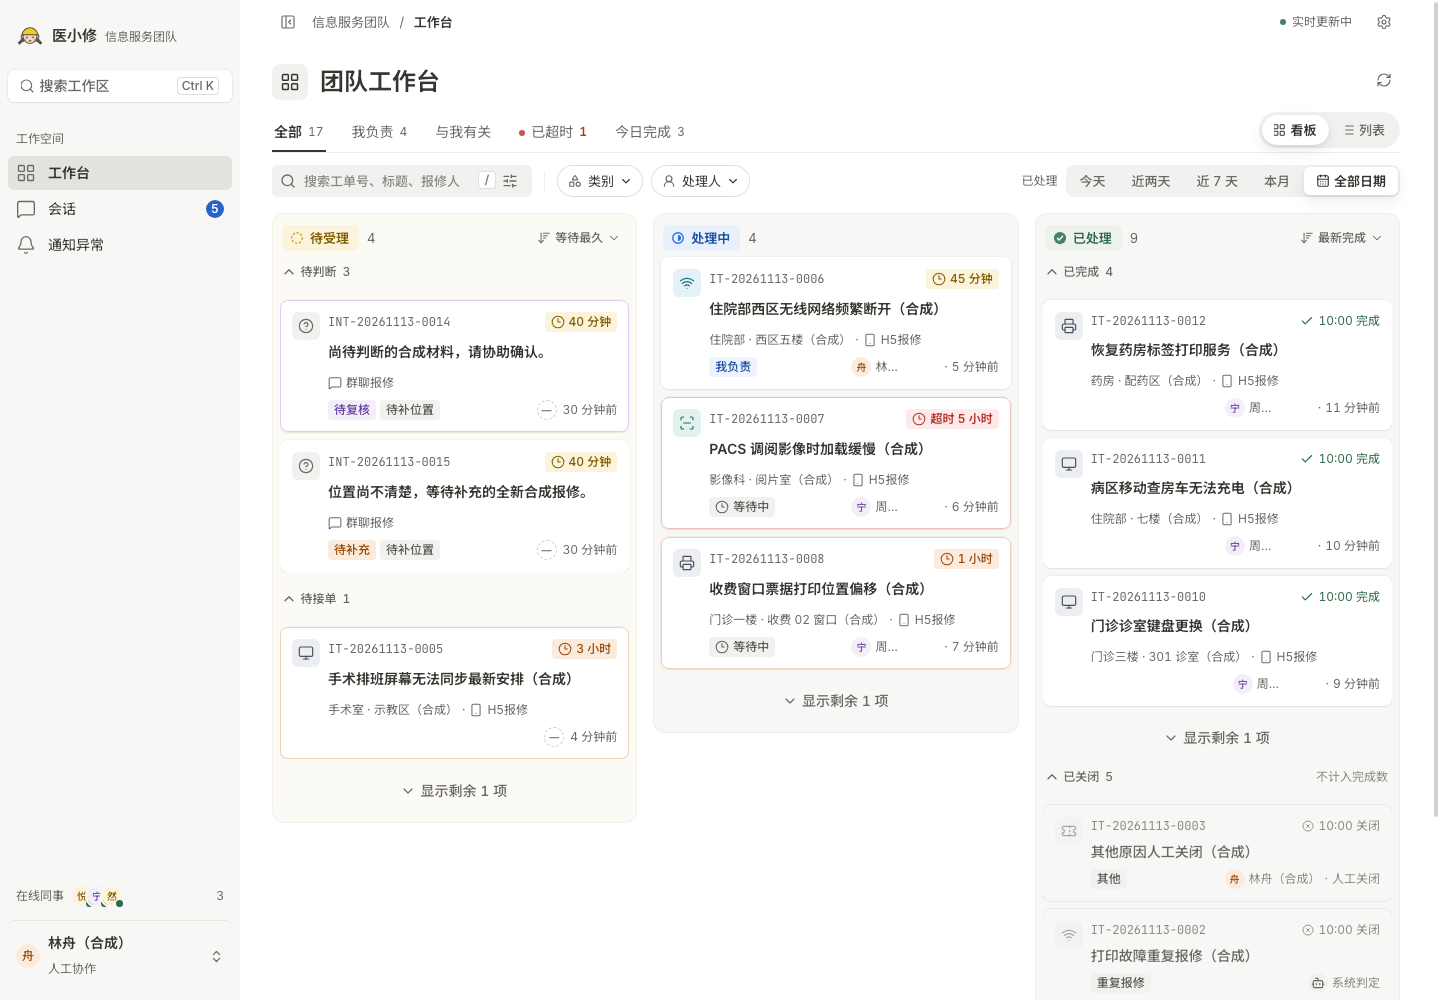 医小修 信息服务团队
搜索工作区 Ctrl K
工作空间
工作台
会话 5
通知异常
在线同事 悦 宁 然 3
舟 林舟（合成）
人工协作
信息服务团队 / 工作台
实时更新中
团队工作台
全部 17 我负责 4 与我有关 已超时 1 今日完成 3
看板 列表
搜索工单号、标题、报修人 /
类别 处理人
已处理 今天 近两天 近 7 天 本月 全部日期
待受理 4 等待最久
待判断 3
INT-20261113-0014 40 分钟
尚待判断的合成材料，请协助确认。
群聊报修
待复核 待补位置 30 分钟前
INT-20261113-0015 40 分钟
位置尚不清楚，等待补充的全新合成报修。
群聊报修
待补充 待补位置 30 分钟前
待接单 1
IT-20261113-0005 3 小时
手术排班屏幕无法同步最新安排（合成）
手术室 · 示教区（合成） · H5报修
4 分钟前
显示剩余 1 项
处理中 4
IT-20261113-0006 45 分钟
住院部西区无线网络频繁断开（合成）
住院部 · 西区五楼（合成） · H5报修
我负责 舟 林... · 5 分钟前
IT-20261113-0007 超时 5 小时
PACS 调阅影像时加载缓慢（合成）
影像科 · 阅片室（合成） · H5报修
等待中 宁 周... · 6 分钟前
IT-20261113-0008 1 小时
收费窗口票据打印位置偏移（合成）
门诊一楼 · 收费 02 窗口（合成） · H5报修
等待中 宁 周... · 7 分钟前
显示剩余 1 项
已处理 9 最新完成
已完成 4
IT-20261113-0012 10:00 完成
恢复药房标签打印服务（合成）
药房 · 配药区（合成） · H5报修
宁 周... · 11 分钟前
IT-20261113-0011 10:00 完成
病区移动查房车无法充电（合成）
住院部 · 七楼（合成） · H5报修
宁 周... · 10 分钟前
IT-20261113-0010 10:00 完成
门诊诊室键盘更换（合成）
门诊三楼 · 301 诊室（合成） · H5报修
宁 周... · 9 分钟前
显示剩余 1 项
已关闭 5 不计入完成数
IT-20261113-0003 10:00 关闭
其他原因人工关闭（合成）
其他 舟 林舟（合成） · 人工关闭
IT-20261113-0002 10:00 关闭
打印故障重复报修（合成）
重复报修 系统判定